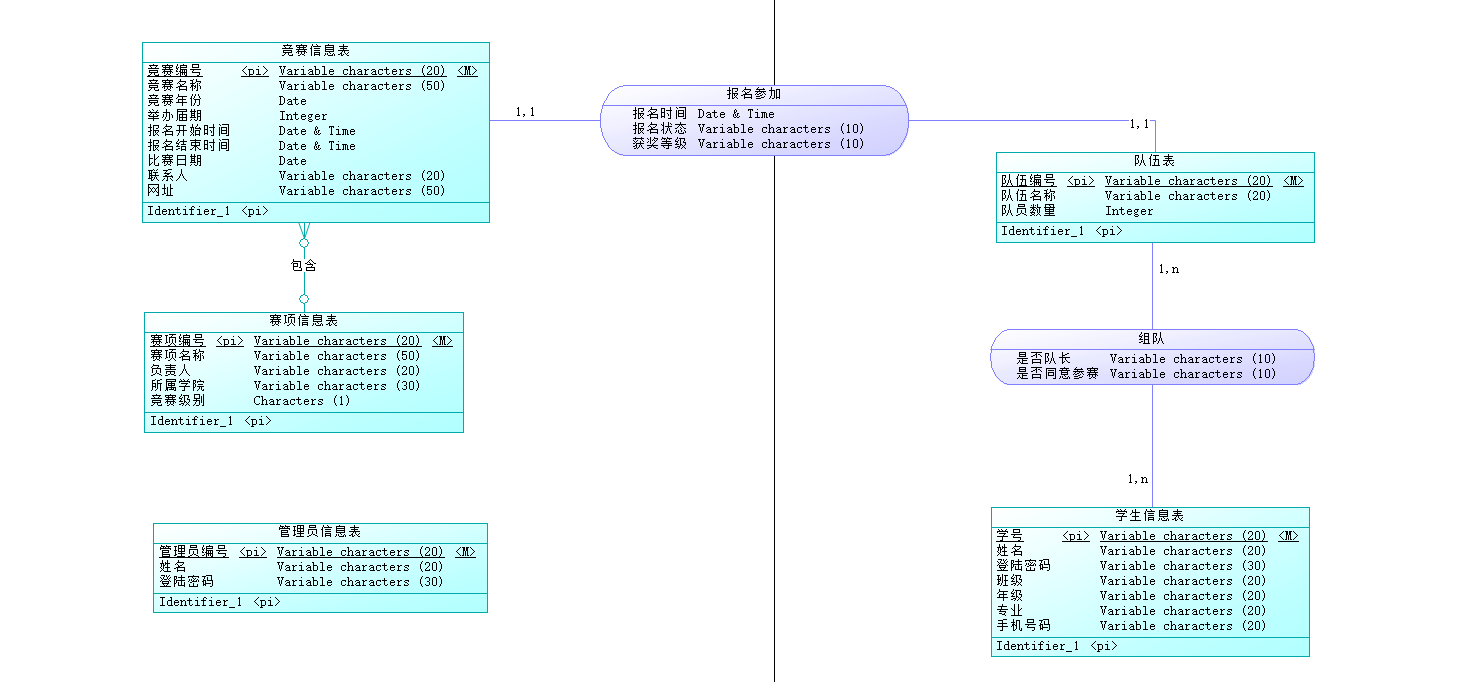 竟赛信息表
竟赛编号 <pi> Variable characters (20) <M>
竟赛名称 Variable characters (50)
竟赛年份 Date
举办届期 Integer
报名开始时间 Date & Time
报名结束时间 Date & Time
比赛日期 Date
联系人 Variable characters (20)
网址 Variable characters (50)
Identifier_1 <pi>
1,1
报名参加
报名时间 Date & Time
报名状态 Variable characters (10)
获奖等级 Variable characters (10)
1,1
队伍表
队伍编号 <pi> Variable characters (20) <M>
队伍名称 Variable characters (20)
队员数量 Integer
Identifier_1 <pi>
包含
1,n
赛项信息表
赛项编号 <pi> Variable characters (20) <M>
赛项名称 Variable characters (50)
负责人 Variable characters (20)
所属学院 Variable characters (30)
竟赛级别 Characters (1)
Identifier_1 <pi>
组队
是否队长 Variable characters (10)
是否同意参赛 Variable characters (10)
1,n
管理员信息表
管理员编号 <pi> Variable characters (20) <M>
姓名 Variable characters (20)
登陆密码 Variable characters (30)
Identifier_1 <pi>
学生信息表
学号 <pi> Variable characters (20) <M>
姓名 Variable characters (20)
登陆密码 Variable characters (30)
班级 Variable characters (20)
年级 Variable characters (20)
专业 Variable characters (20)
手机号码 Variable characters (20)
Identifier_1 <pi>